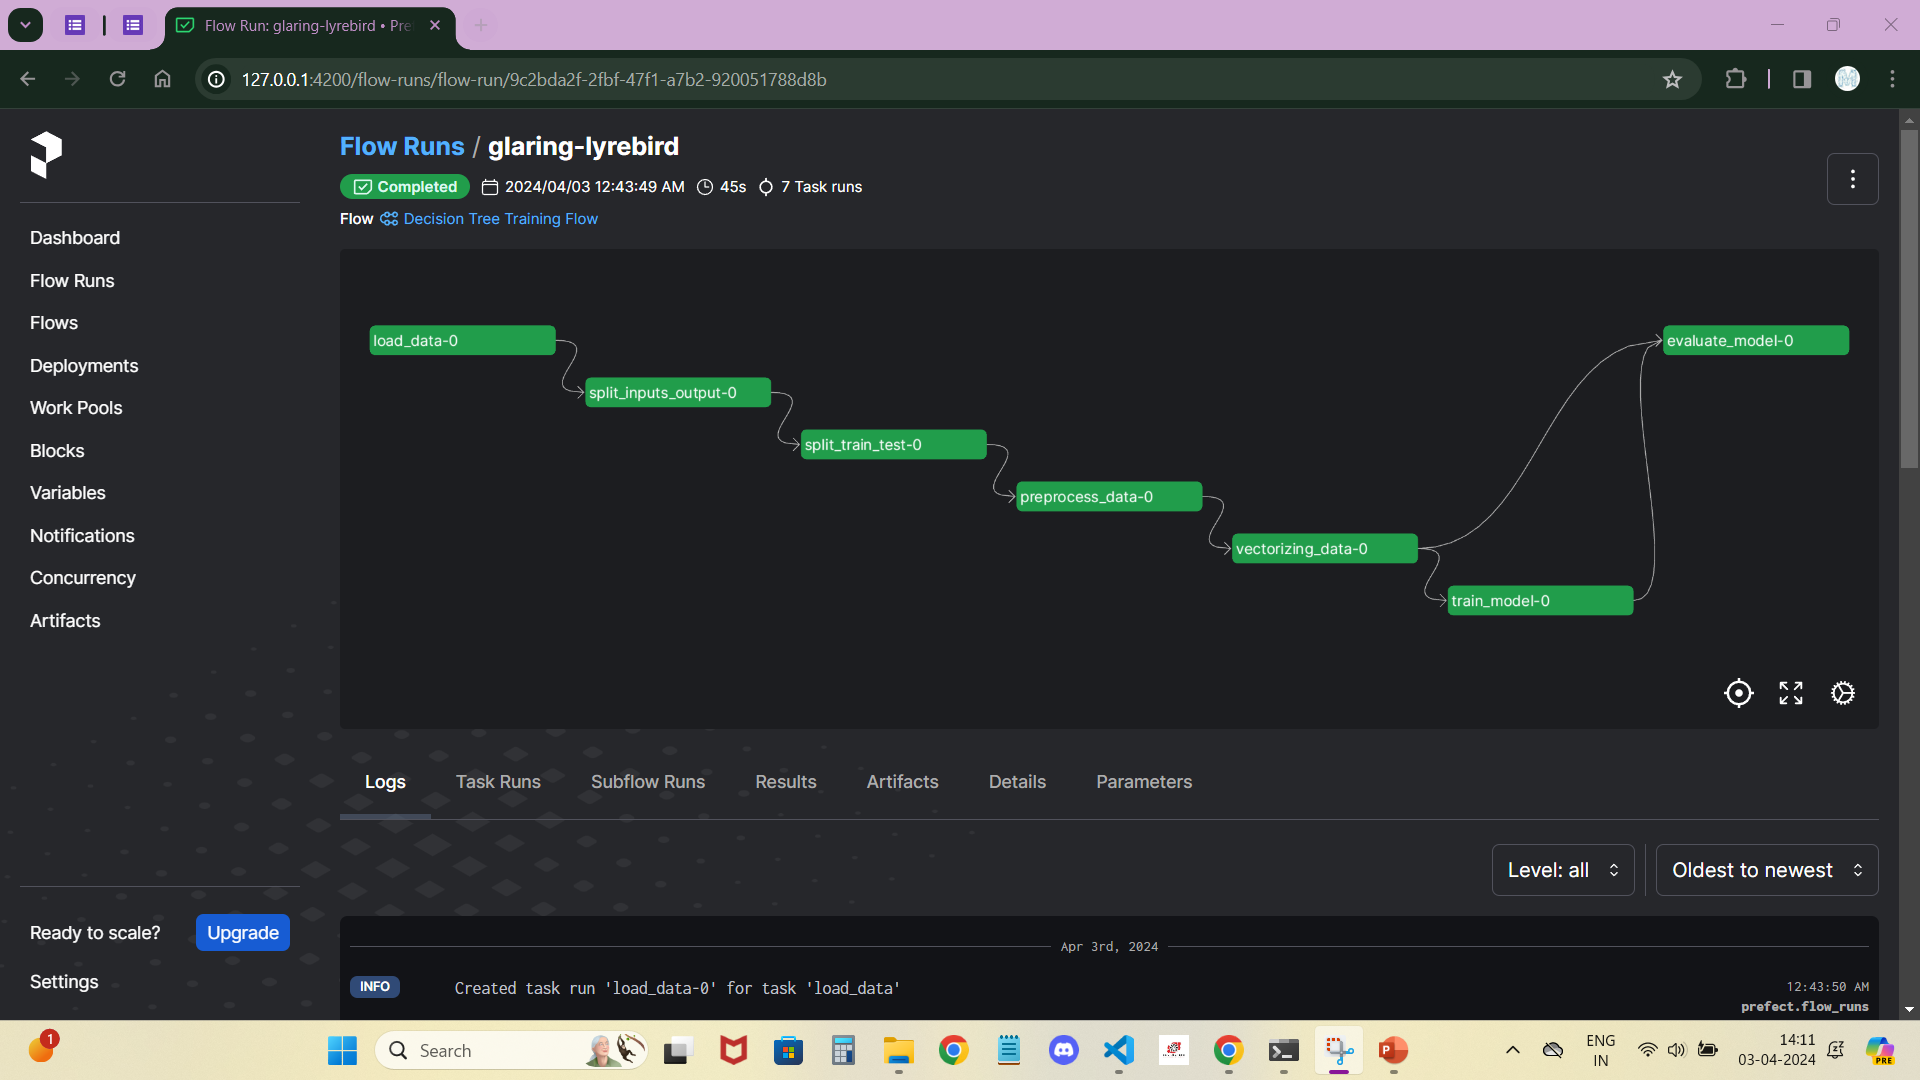 Flow Run: glaring-lyrebird • Pre
127.0.0.1:4200/flow-runs/flow-run/9c2bda2f-2fbf-47f1-a7b2-920051788d8b
Flow Runs / glaring-lyrebird
Completed 2024/04/03 12:43:49 AM 45s 7 Task runs
Flow Decision Tree Training Flow
Dashboard
Flow Runs
Flows
Deployments
Work Pools
Blocks
Variables
Notifications
Concurrency
Artifacts
Ready to scale? Upgrade
Settings
load_data-0
evaluate_model-0
split_inputs_output-0
split_train_test-0
preprocess_data-0
vectorizing_data-0
train_model-0
Logs Task Runs Subflow Runs Results Artifacts Details Parameters
Level: all Oldest to newest
Apr 3rd, 2024
INFO Created task run 'load_data-0' for task 'load_data' 12:43:50 AM
prefect.flow_runs
1
Search
ENG
IN
14:11
03-04-2024
PRE